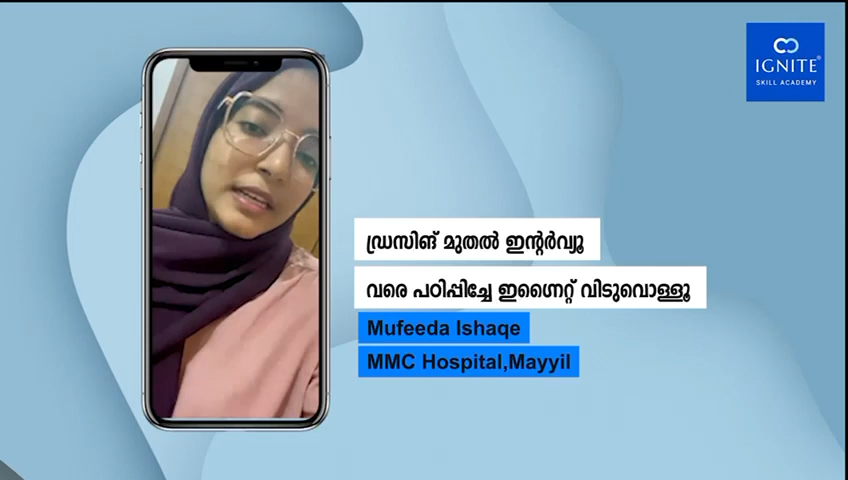 IGNITE®
SKILL ACADEMY
ഡ്രസിങ് മുതൽ ഇന്റർവ്യൂ
വരെ പഠിപ്പിച്ചേ ഇഗ്നൈറ്റ് വിടുവൊള്ളൂ
Mufeeda Ishaqe
MMC Hospital,Mayyil